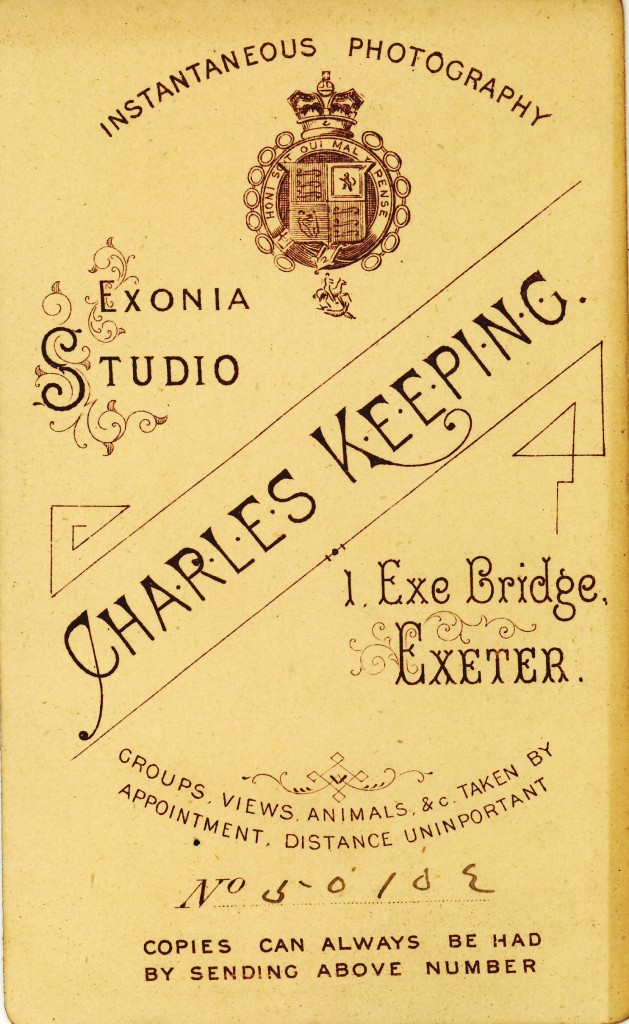 INSTANTANEOUS PHOTOGRAPHY
HONI SOIT QUI MAL Y PENSE
EXONIA
STUDIO
CHARLES KEEPING.
1, Exe Bridge,
EXETER.
GROUPS, VIEWS, ANIMALS, & c. TAKEN BY
APPOINTMENT, DISTANCE UNINPORTANT
No
COPIES CAN ALWAYS BE HAD
BY SENDING ABOVE NUMBER